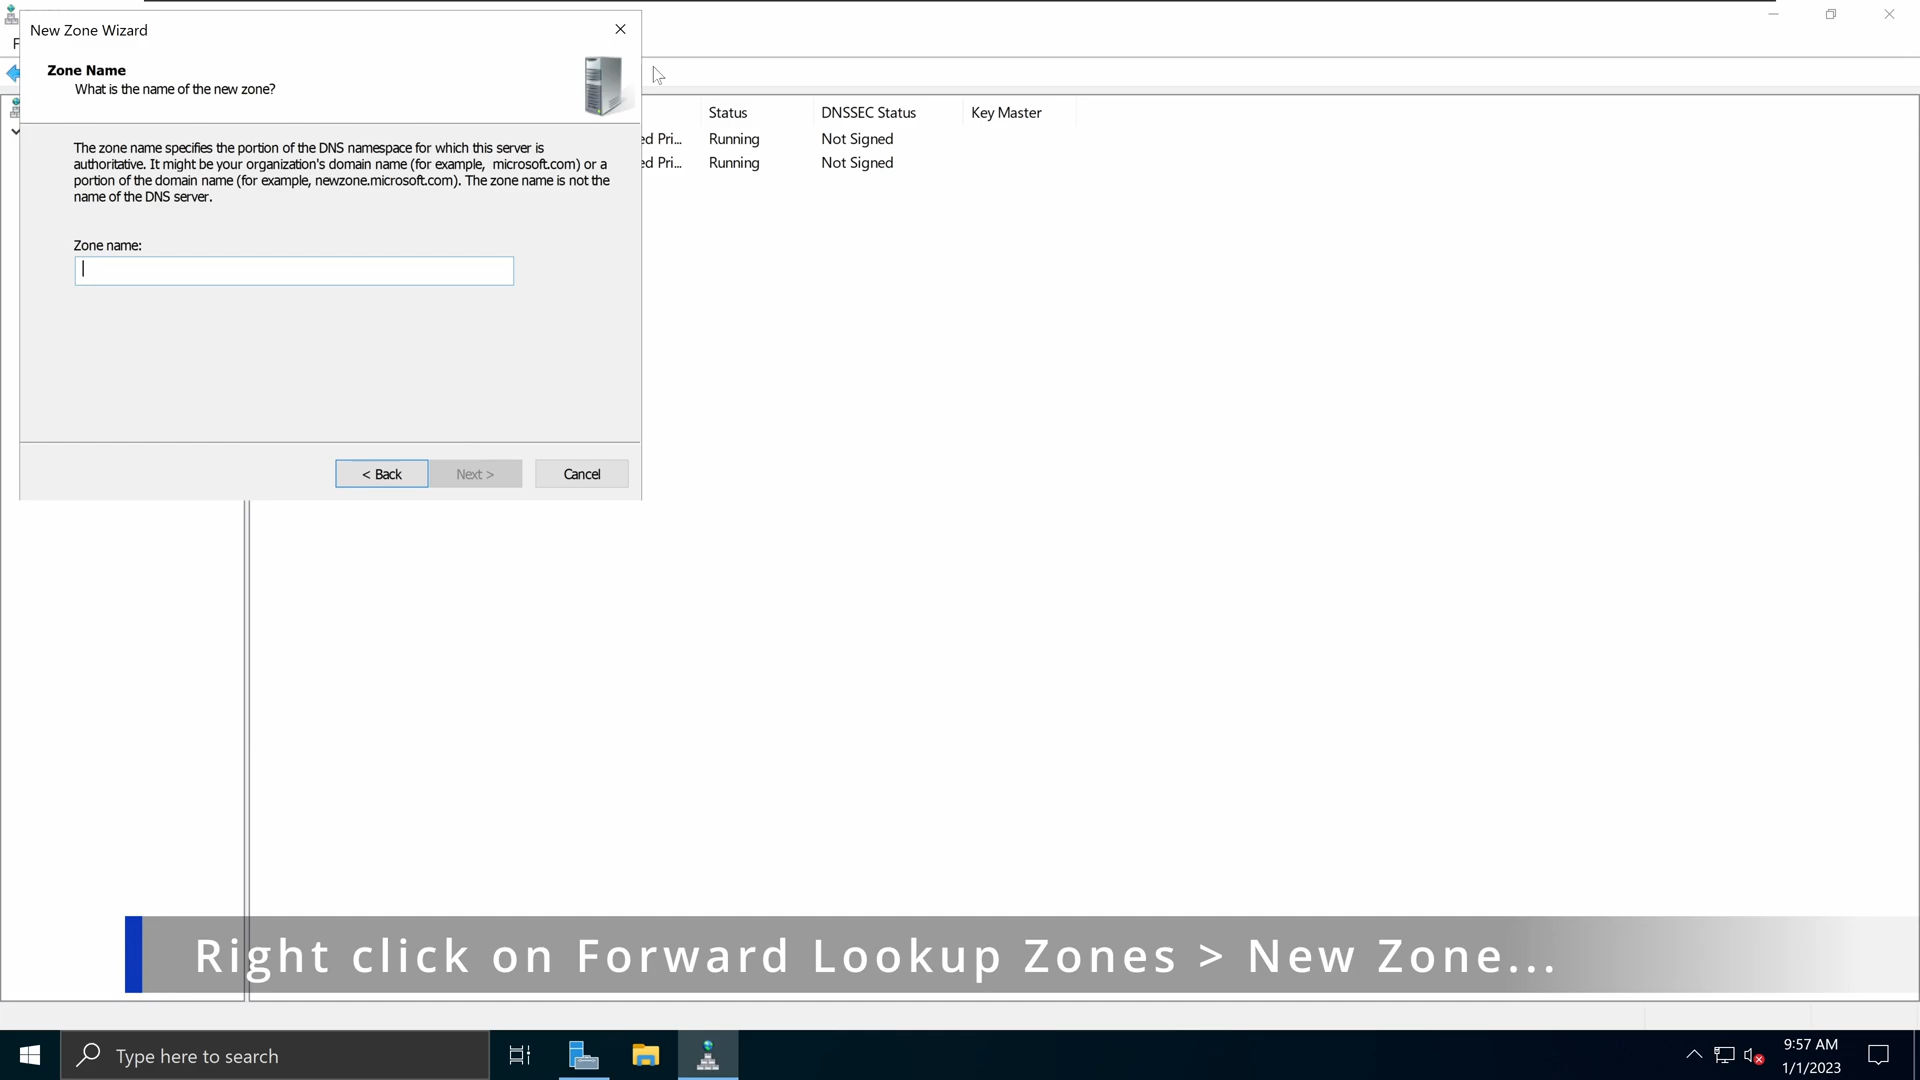 New Zone Wizard
F
Zone Name
What is the name of the new zone?
The zone name specifies the portion of the DNS namespace for which this server is
authoritative. It might be your organization's domain name (for example, microsoft.com) or a
portion of the domain name (for example, newzone.microsoft.com). The zone name is not the
name of the DNS server.
Zone name:
< Back
Next >
Cancel
Status
DNSSEC Status
Key Master
ed Pri...
Running
Not Signed
ed Pri...
Running
Not Signed
Right click on Forward Lookup Zones > New Zone...
Type here to search
9:57 AM
1/1/2023